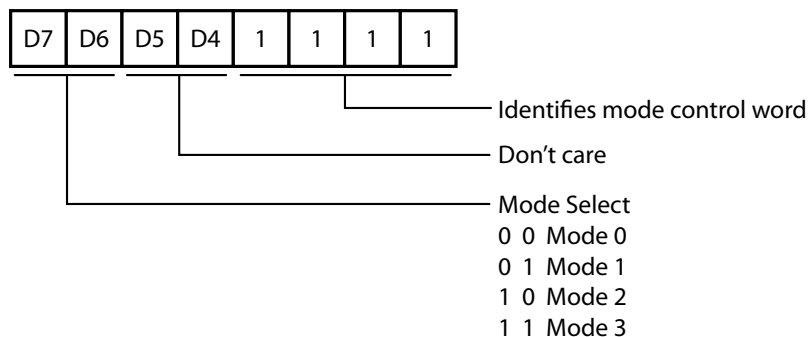 D7 D6 D5 D4 1 1 1 1
Identifies mode control word
Don't care
Mode Select
0 0 Mode 0
0 1 Mode 1
1 0 Mode 2
1 1 Mode 3